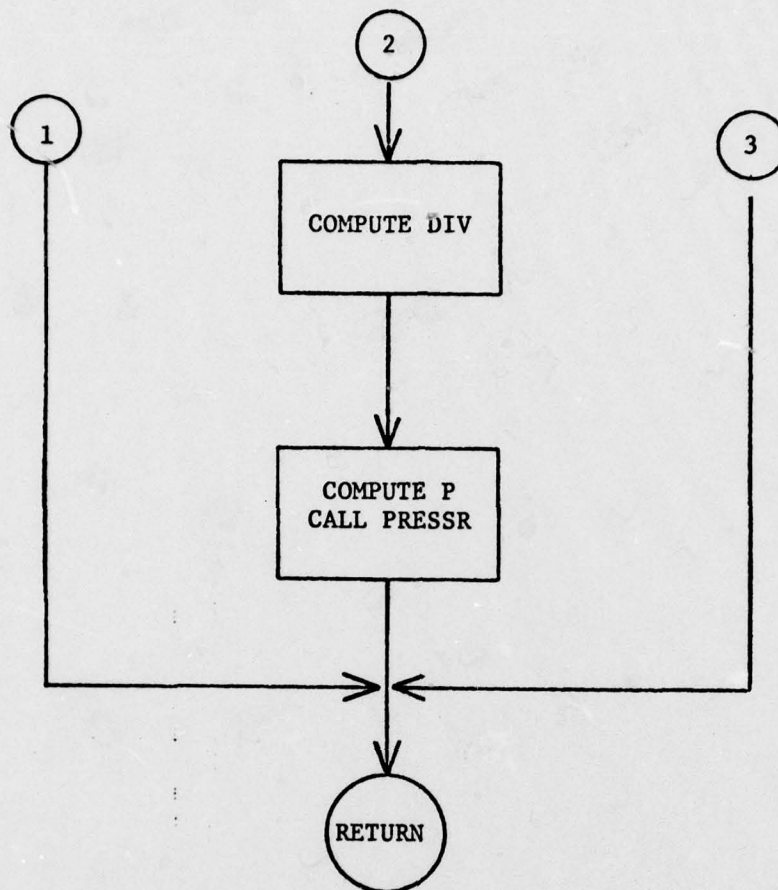 2
1
3
COMPUTE DIV
COMPUTE P
CALL PRESSR
RETURN